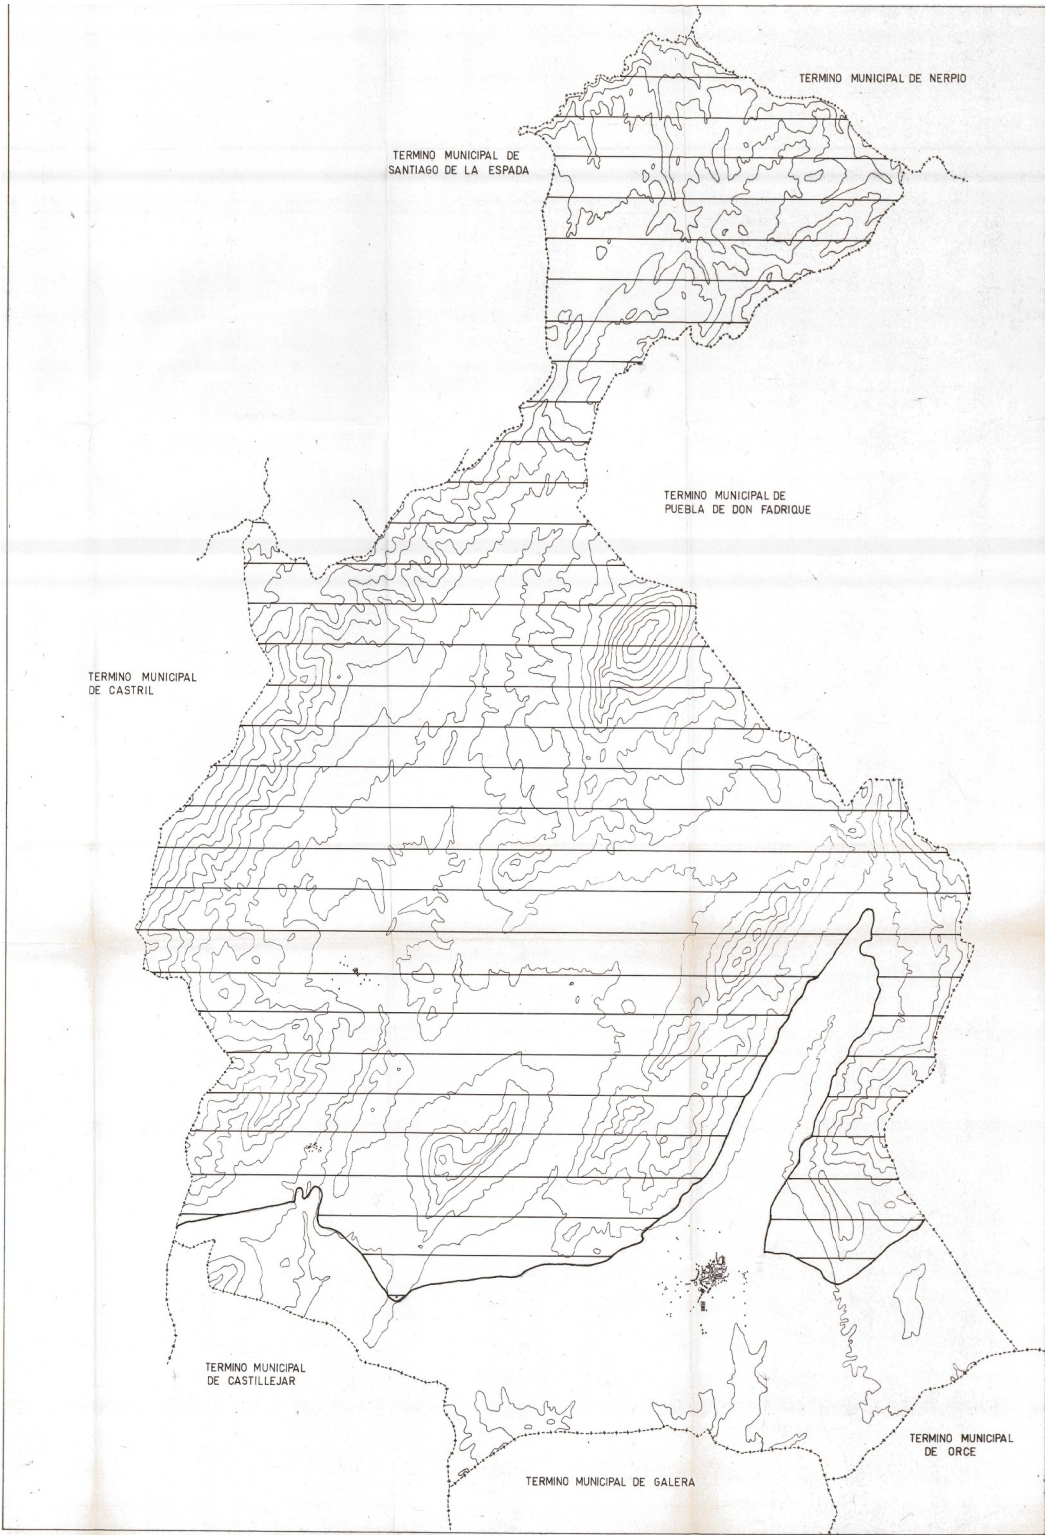 TERMINO MUNICIPAL DE NERPIO
TERMINO MUNICIPAL DE
SANTIAGO DE LA ESPADA
TERMINO MUNICIPAL DE
PUEBLA DE DON FADRIQUE
TERMINO MUNICIPAL
DE CASTRIL
TERMINO MUNICIPAL
DE CASTILLEJAR
TERMINO MUNICIPAL
DE ORCE
TERMINO MUNICIPAL DE GALERA